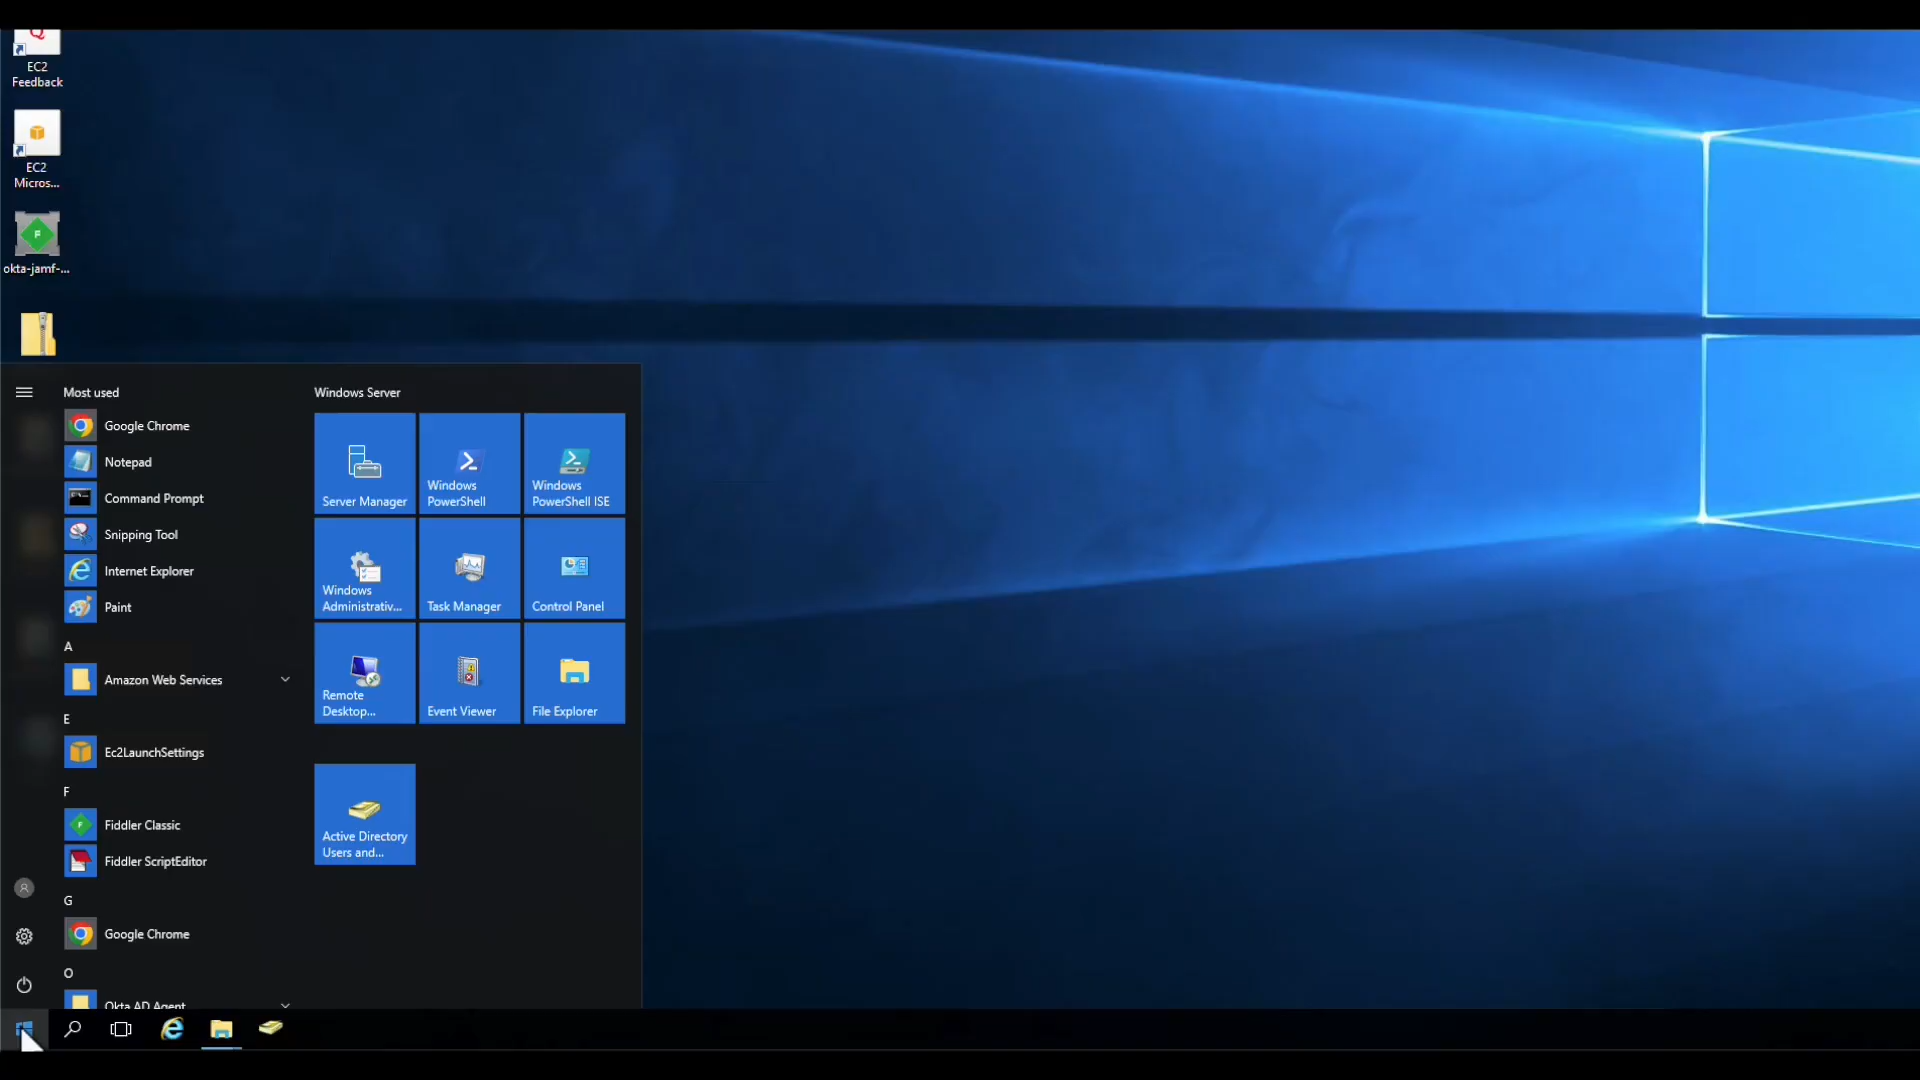 EC2
Feedback
EC2
Micros...
okta-jamf-...
Most used
Google Chrome
Notepad
Command Prompt
Snipping Tool
Internet Explorer
Paint
A
Amazon Web Services
E
Ec2LaunchSettings
F
Fiddler Classic
Fiddler ScriptEditor
G
Google Chrome
O
Okta AD Agent
Windows Server
Server Manager
Windows
PowerShell
Windows
PowerShell ISE
Windows
Administrativ...
Task Manager
Control Panel
Remote
Desktop...
Event Viewer
File Explorer
Active Directory
Users and...